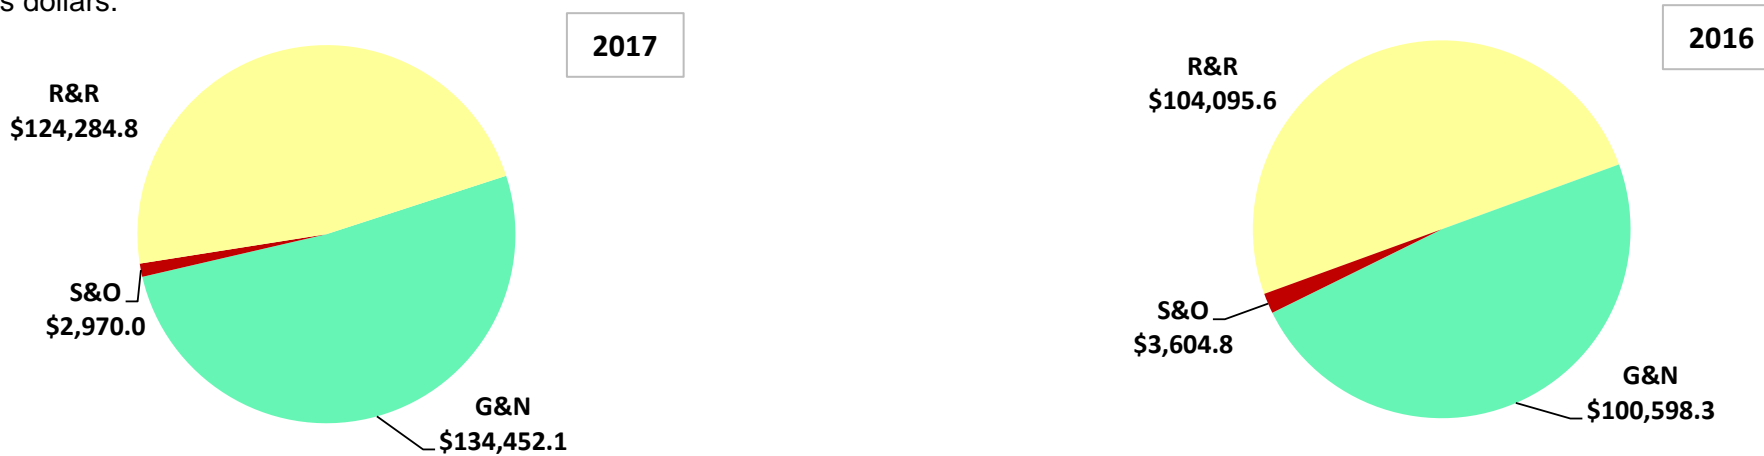 s dollars.
2017
R&R
$124,284.8
S&O
$2,970.0
G&N
$134,452.1
2016
R&R
$104,095.6
S&O
$3,604.8
G&N
$100,598.3